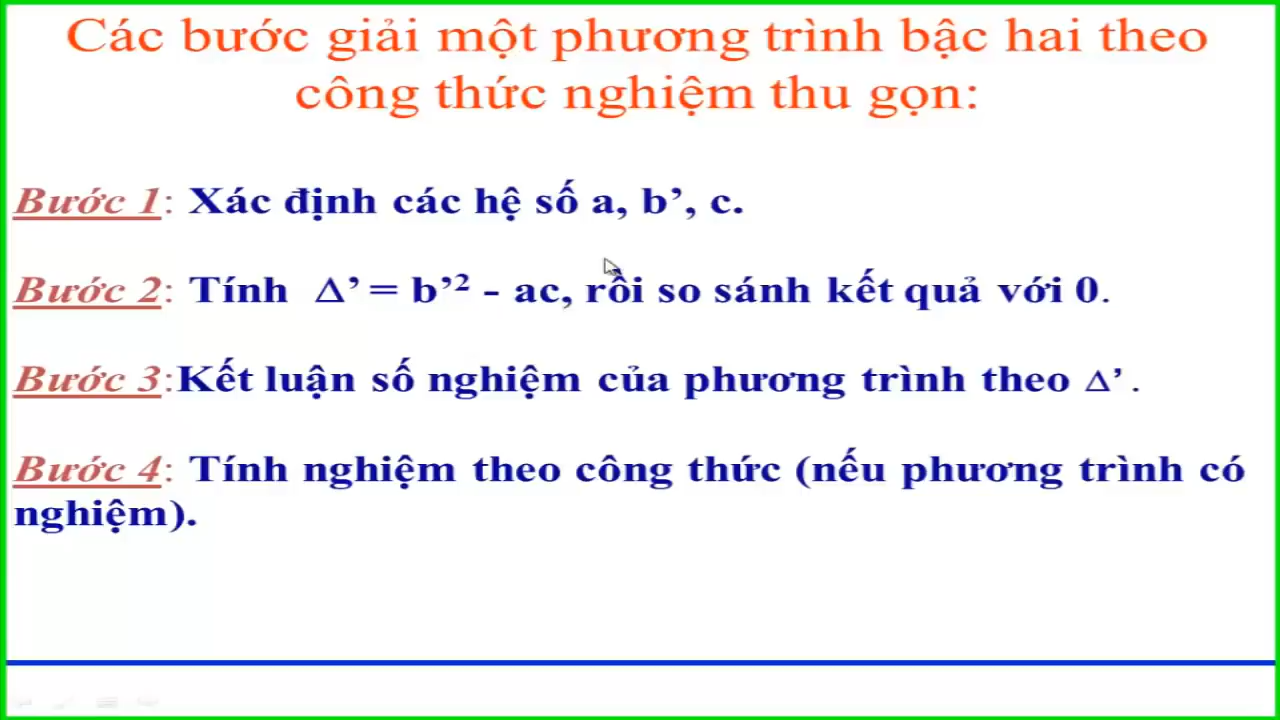 Các bước giải một phương trình bậc hai theo
công thức nghiệm thu gọn:
Bước 1: Xác định các hệ số a, b’, c.
Bước 2: Tính Δ’ = b’² - ac, rồi so sánh kết quả với 0.
Bước 3:Kết luận số nghiệm của phương trình theo Δ’ .
Bước 4: Tính nghiệm theo công thức (nếu phương trình có
nghiệm).